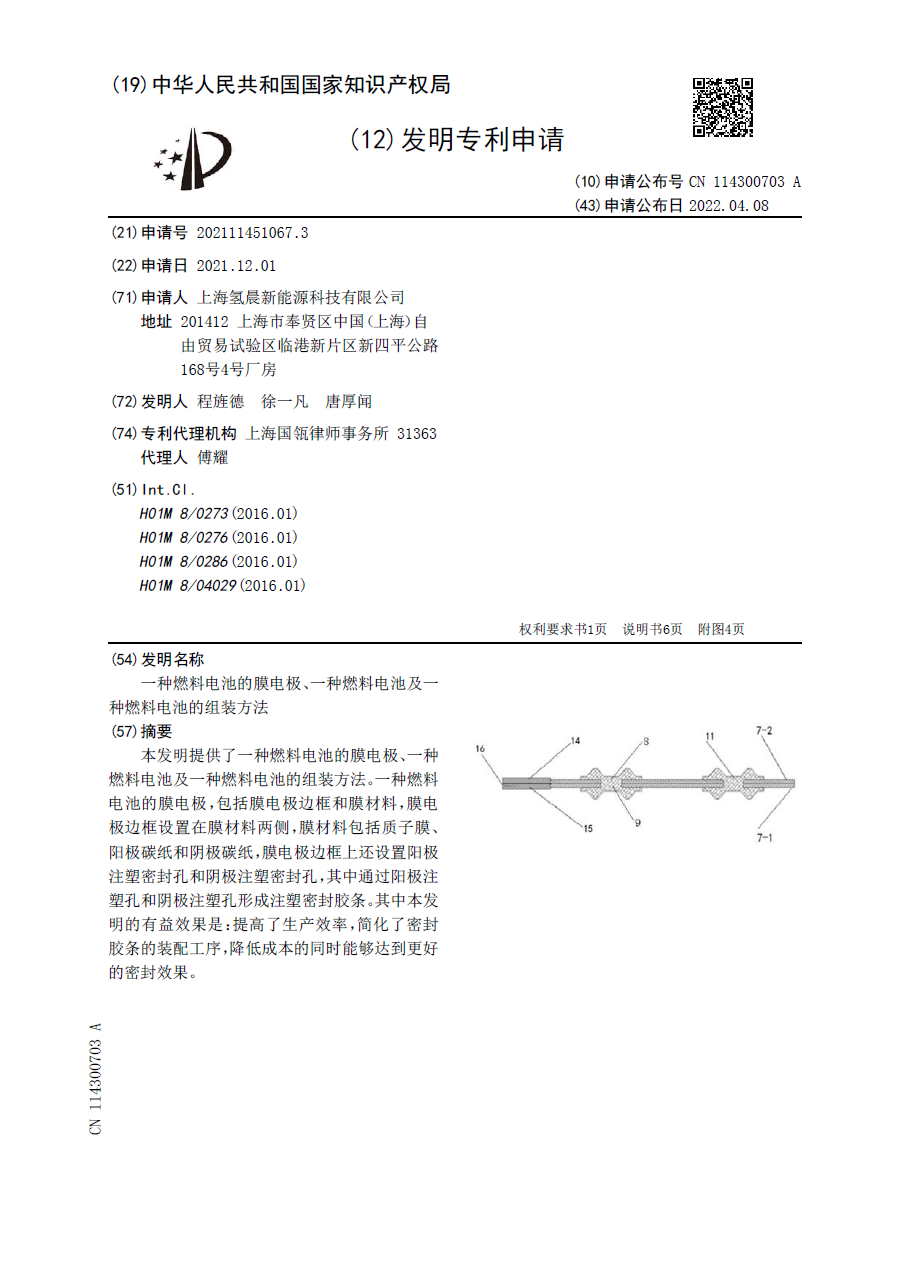 (19)中华人民共和国国家知识产权局
(12)发明专利申请
(10)申请公布号 CN 114300703 A
(43)申请公布日 2022.04.08
(21)申请号 202111451067.3
(22)申请日 2021.12.01
(71)申请人 上海氢晨新能源科技有限公司
地址 201412 上海市奉贤区中国(上海)自
由贸易试验区临港新片区新四平公路
168号4号厂房
(72)发明人 程旌德 徐一凡 唐厚闻
(74)专利代理机构 上海国瓴律师事务所 31363
代理人 傅耀
(51)Int.Cl.
H01M 8/0273(2016.01)
H01M 8/0276(2016.01)
H01M 8/0286(2016.01)
H01M 8/04029(2016.01)
权利要求书1页 说明书6页 附图4页
(54)发明名称
一种燃料电池的膜电极、一种燃料电池及一
种燃料电池的组装方法
(57)摘要
本发明提供了一种燃料电池的膜电极、一种
燃料电池及一种燃料电池的组装方法。一种燃料
电池的膜电极,包括膜电极边框和膜材料,膜电
极边框设置在膜材料两侧,膜材料包括质子膜、
阳极碳纸和阴极碳纸,膜电极边框上还设置阳极
注塑密封孔和阴极注塑密封孔,其中通过阳极注
塑孔和阴极注塑孔形成注塑密封胶条。其中本发
明的有益效果是:提高了生产效率,简化了密封
胶条的装配工序,降低成本的同时能够达到更好
的密封效果。
16
14
8
11
7-2
15
9
7-1
CN 114300703 A